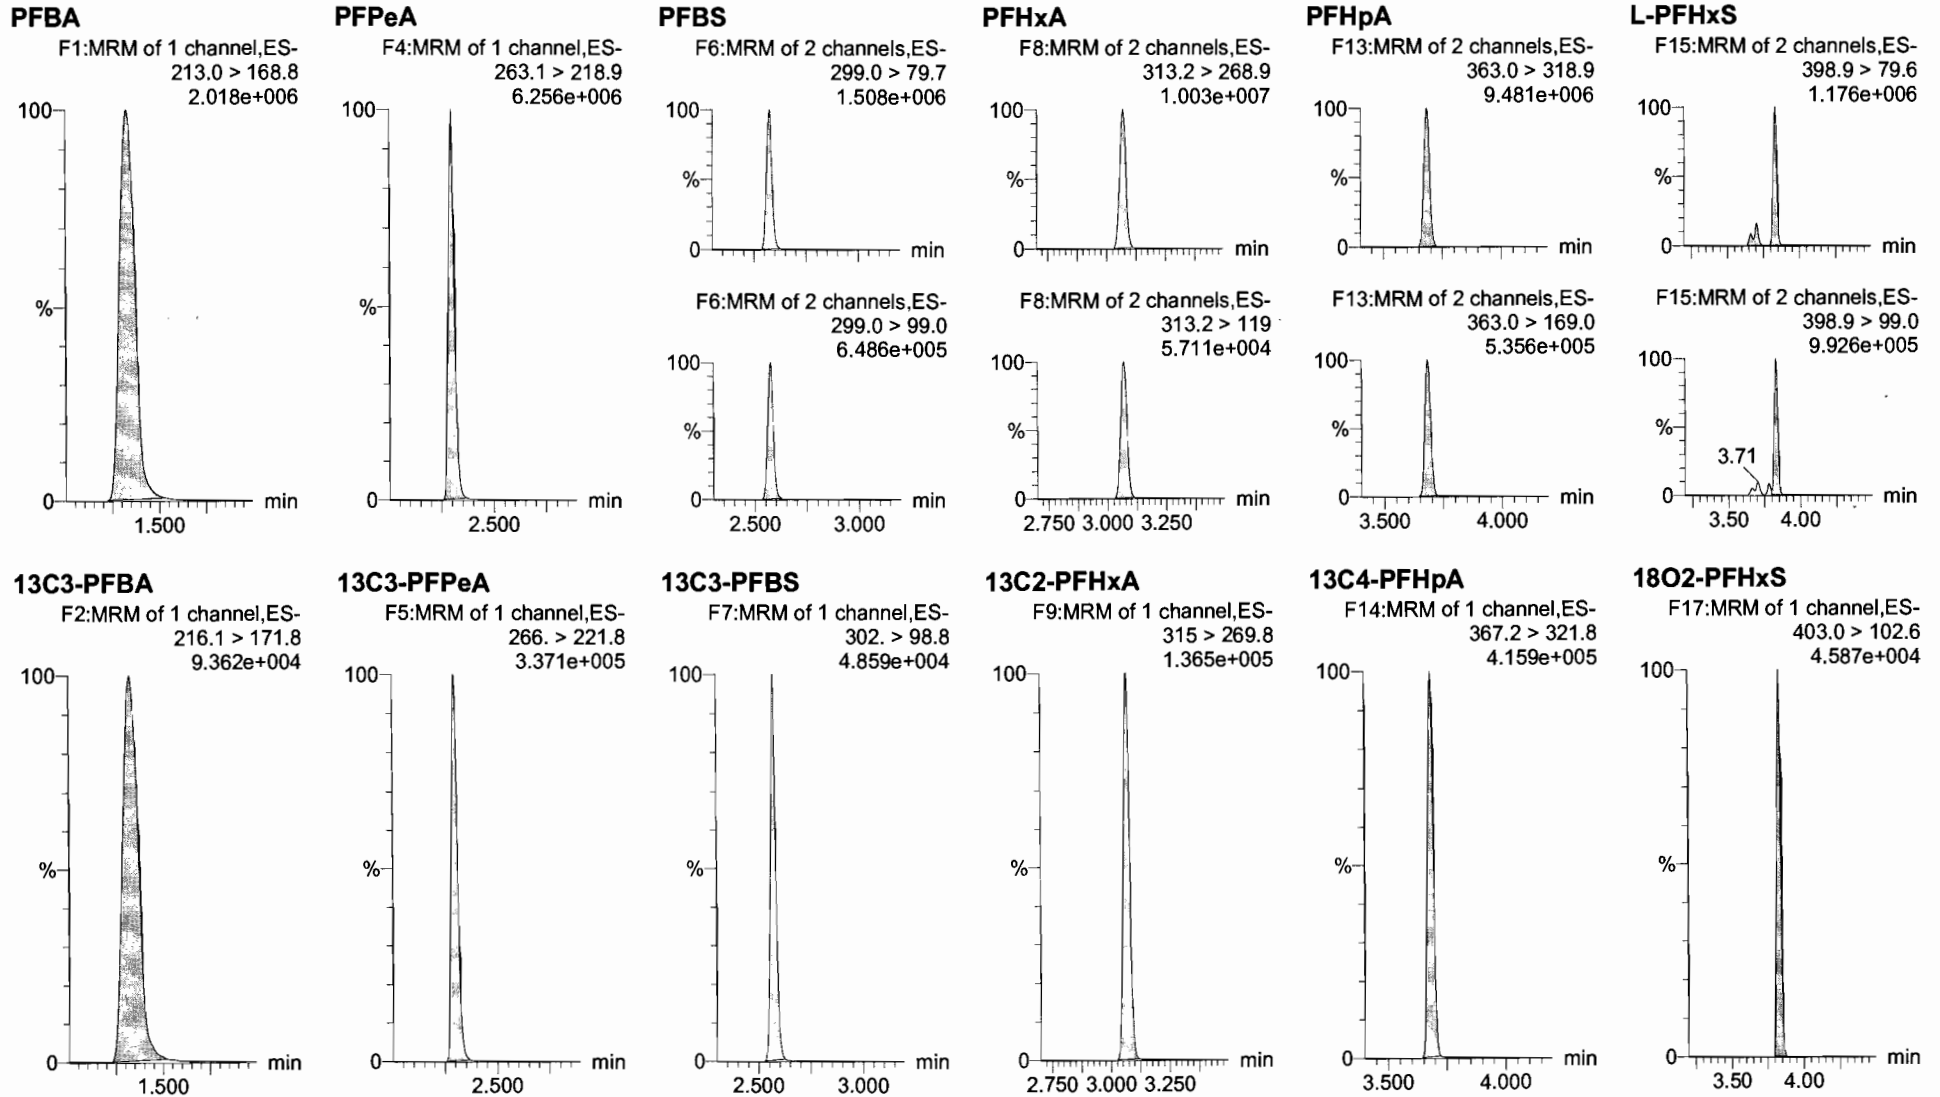 PFBA
F1:MRM of 1 channel,ES-
213.0 > 168.8
2.018e+006
100
%
0
min
1.500
PFPeA
F4:MRM of 1 channel,ES-
263.1 > 218.9
6.256e+006
100
%
0
min
2.500
PFBS
F6:MRM of 2 channels,ES-
299.0 > 79.7
1.508e+006
100
%
0
min
F6:MRM of 2 channels,ES-
299.0 > 99.0
6.486e+005
100
%
0
min
2.500 3.000
PFHxA
F8:MRM of 2 channels,ES-
313.2 > 268.9
1.003e+007
100
%
0
min
F8:MRM of 2 channels,ES-
313.2 > 119
5.711e+004
100
%
0
min
2.750 3.000 3.250
PFHpA
F13:MRM of 2 channels,ES-
363.0 > 318.9
9.481e+006
100
%
0
min
F13:MRM of 2 channels,ES-
363.0 > 169.0
5.356e+005
100
%
0
min
3.500 4.000
L-PFHxS
F15:MRM of 2 channels,ES-
398.9 > 79.6
1.176e+006
100
%
0
min
F15:MRM of 2 channels,ES-
398.9 > 99.0
9.926e+005
100
%
3.71
0
min
3.50 4.00
13C3-PFBA
F2:MRM of 1 channel,ES-
216.1 > 171.8
9.362e+004
100
%
0
min
1.500
13C3-PFPeA
F5:MRM of 1 channel,ES-
266. > 221.8
3.371e+005
100
%
0
min
2.500
13C3-PFBS
F7:MRM of 1 channel,ES-
302. > 98.8
4.859e+004
100
%
0
min
2.500 3.000
13C2-PFHxA
F9:MRM of 1 channel,ES-
315 > 269.8
1.365e+005
100
%
0
min
2.750 3.000 3.250
13C4-PFHpA
F14:MRM of 1 channel,ES-
367.2 > 321.8
4.159e+005
100
%
0
min
3.500 4.000
18O2-PFHxS
F17:MRM of 1 channel,ES-
403.0 > 102.6
4.587e+004
100
%
0
min
3.50 4.00